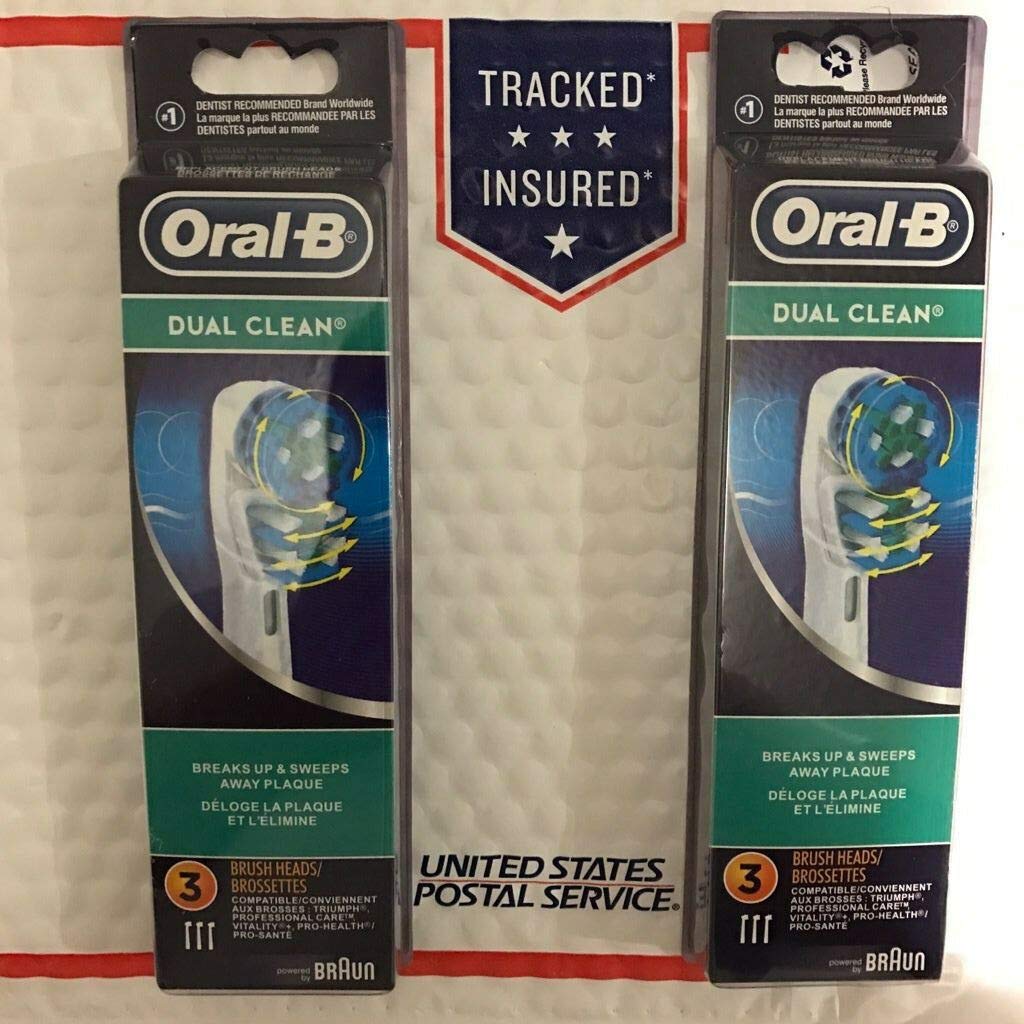 #1
DENTIST RECOMMENDED Brand Worldwide
La marque la plus RECOMMANDEE PAR LES
DENTISTES partout au monde
BROSSETTES DE RECHANGE
Oral-B®
DUAL CLEAN®
BREAKS UP & SWEEPS
AWAY PLAQUE
DÉLOGE LA PLAQUE
ET L'ÉLIMINE
3
BRUSH HEADS/
BROSSETTES
COMPATIBLE/CONVIENNENT
AUX BROSSES : TRIUMPH®,
PROFESSIONAL CARE™,
VITALITY®+, PRO-HEALTH®/
PRO-SANTÉ
powered
by BRAUN
TRACKED*
INSURED*
UNITED STATES
POSTAL SERVICE®
#1
DENTIST RECOMMENDED Brand Worldwide
La marque la plus RECOMMANDEE PAR LES
DENTISTES partout au monde
Oral-B®
DUAL CLEAN®
BREAKS UP & SWEEPS
AWAY PLAQUE
DÉLOGE LA PLAQUE
ET L'ÉLIMINE
3
BRUSH HEADS/
BROSSETTES
COMPATIBLE/CONVIENNENT
AUX BROSSES : TRIUMPH®,
PROFESSIONAL CARE™,
VITALITY®+, PRO-HEALTH®/
PRO-SANTÉ
powered
by BRAUN